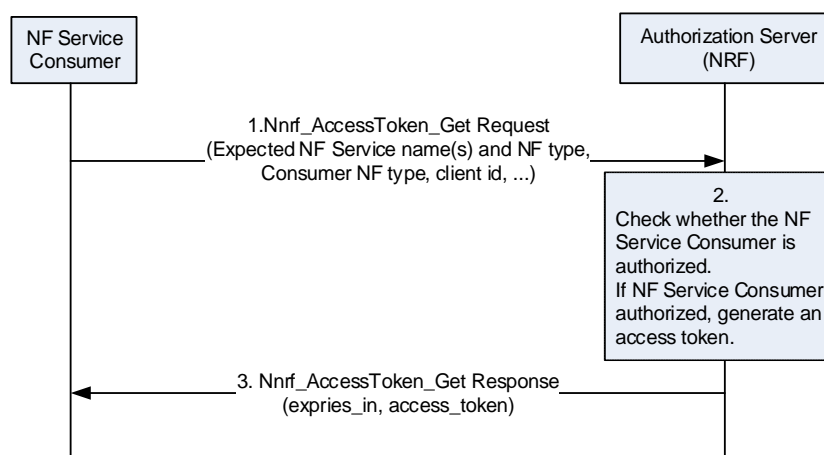 NF Service
Consumer
Authorization Server
(NRF)
1.Nnrf_AccessToken_Get Request
(Expected NF Service name(s) and NF type,
Consumer NF type, client id, ...)
2.
Check whether the NF
Service Consumer is
authorized.
If NF Service Consumer
authorized, generate an
access token.
3. Nnrf_AccessToken_Get Response
(expries_in, access_token)